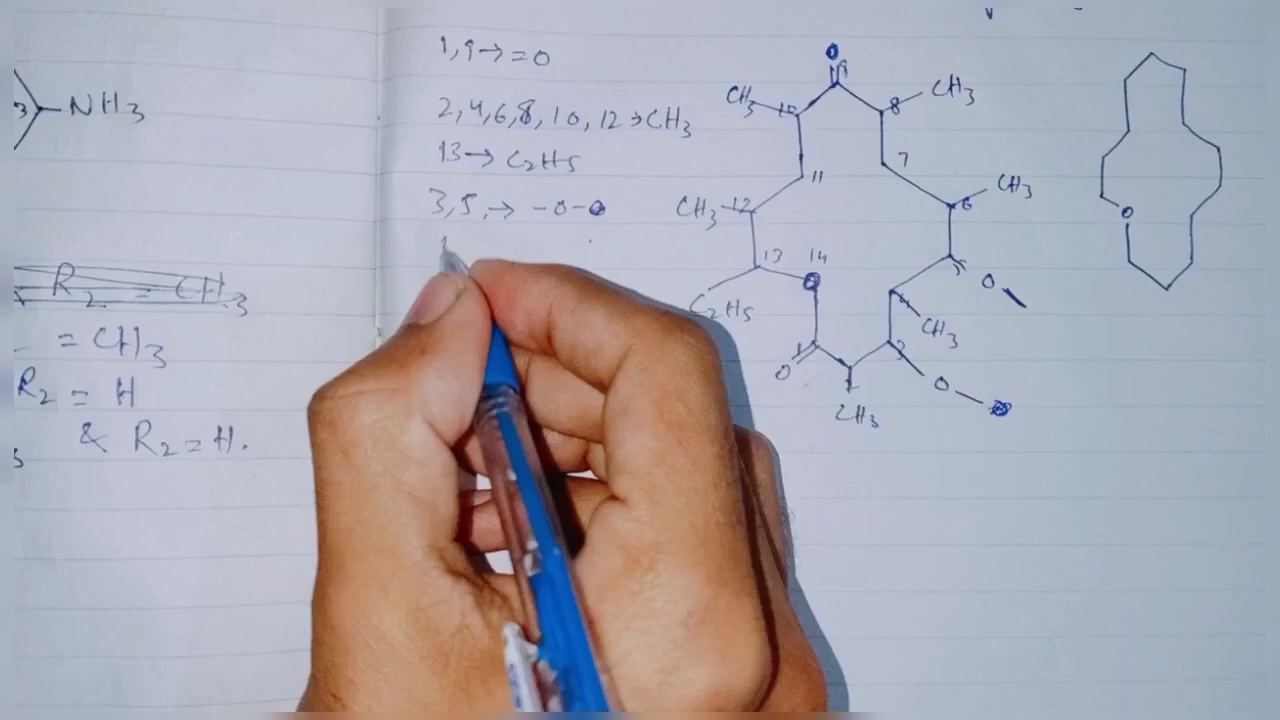 1,9→=O
2,4,6,8,10,12→CH3
13→C2H5
3,5,→ -O-O
1
NH3
R2 = CH3
= CH3
R2 = H
& R2=H.
O
9
CH3
10
8
CH3
11
7
CH3
12
6
CH3
13
14
5
O
C2H5
O
4
CH3
O
1
3
O
CH3